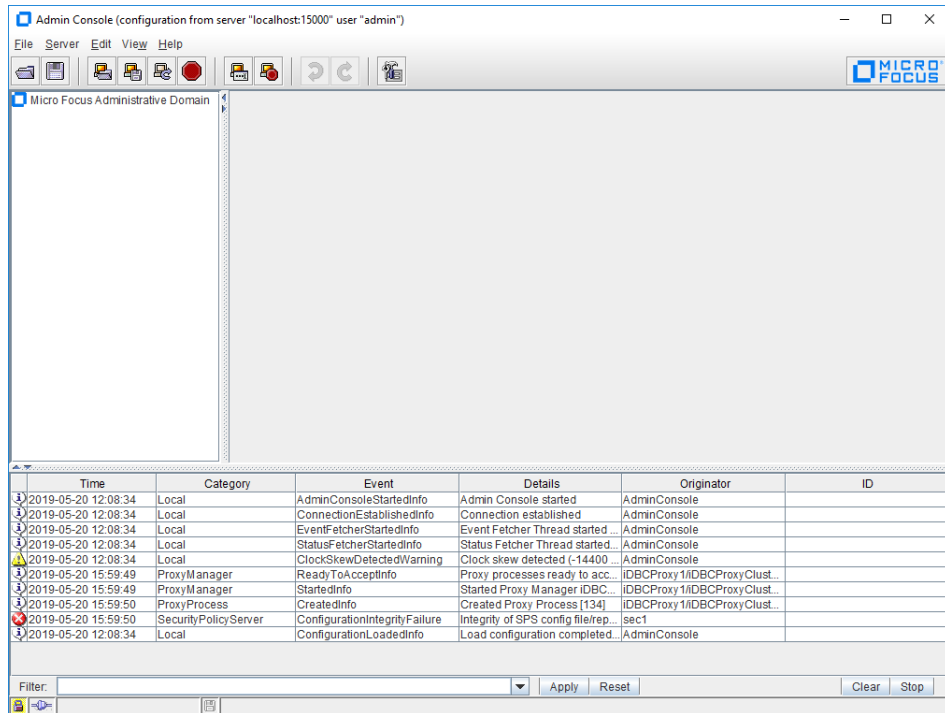 Admin Console (configuration from server "localhost:15000" user "admin")
File Server Edit View Help
MICRO FOCUS
Micro Focus Administrative Domain
Time Category Event Details Originator ID
2019-05-20 12:08:34 Local AdminConsoleStartedInfo Admin Console started AdminConsole
2019-05-20 12:08:34 Local ConnectionEstablishedInfo Connection established AdminConsole
2019-05-20 12:08:34 Local EventFetcherStartedInfo Event Fetcher Thread started ... AdminConsole
2019-05-20 12:08:34 Local StatusFetcherStartedInfo Status Fetcher Thread started... AdminConsole
2019-05-20 12:08:34 Local ClockSkewDetectedWarning Clock skew detected (-14400 ... AdminConsole
2019-05-20 15:59:49 ProxyManager ReadyToAcceptInfo Proxy processes ready to acc... iDBCProxy1/iDBCProxyClust...
2019-05-20 15:59:49 ProxyManager StartedInfo Started Proxy Manager iDBC... iDBCProxy1/iDBCProxyClust...
2019-05-20 15:59:50 ProxyProcess CreatedInfo Created Proxy Process [134] iDBCProxy1/iDBCProxyClust...
2019-05-20 15:59:50 SecurityPolicyServer ConfigurationIntegrityFailure Integrity of SPS config file/rep... sec1
2019-05-20 12:08:34 Local ConfigurationLoadedInfo Load configuration completed... AdminConsole
Filter: Apply Reset Clear Stop